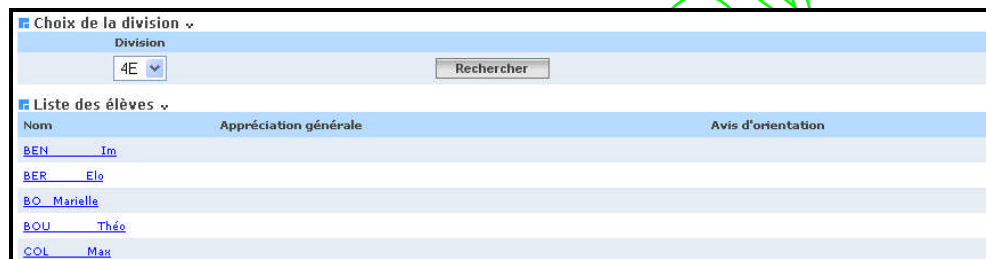 Choix de la division
Division
4E Rechercher
Liste des élèves
Nom Appréciation générale Avis d'orientation
BEN Im
BER Elo
BO Marielle
BOU Théo
COL Max